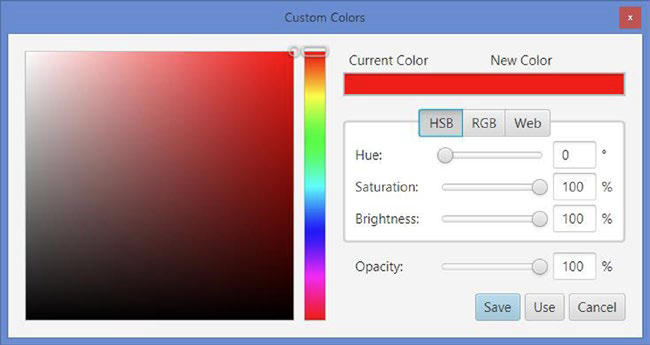 Custom Colors
x
Current Color New Color
HSB RGB Web
Hue: 0 °
Saturation: 100 %
Brightness: 100 %
Opacity: 100 %
Save Use Cancel